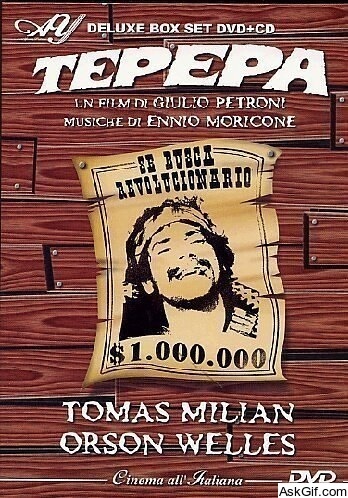 AY DELUXE BOX SET DVD+CD
TEPEPA
UN FILM DI GIULIO PETRONI
MUSICHE DI ENNIO MORICONE
SE BUSCA
REVOLUCIONARIO
$1.000.000
TOMAS MILIAN
ORSON WELLES
Cinema all'Italiana
DVD
AskGif.com